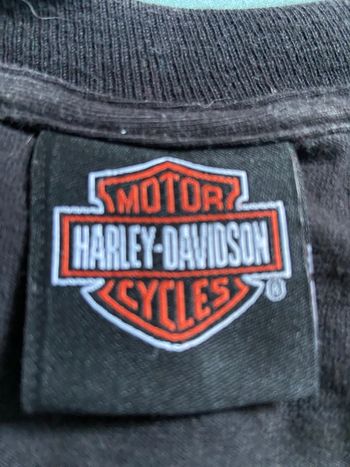 MOTOR
HARLEY-DAVIDSON
CYCLES
®